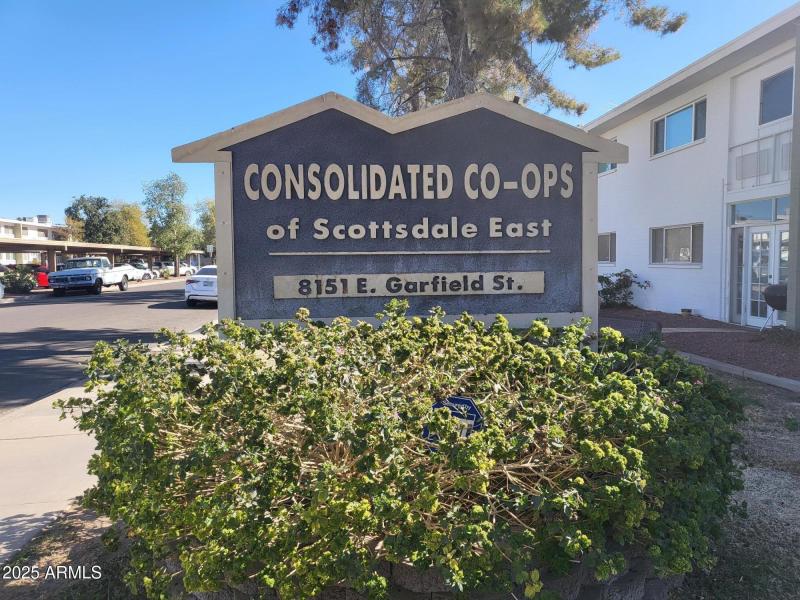 CONSOLIDATED CO-OPS
of Scottsdale East
8151 E. Garfield St.
2025 ARMLS